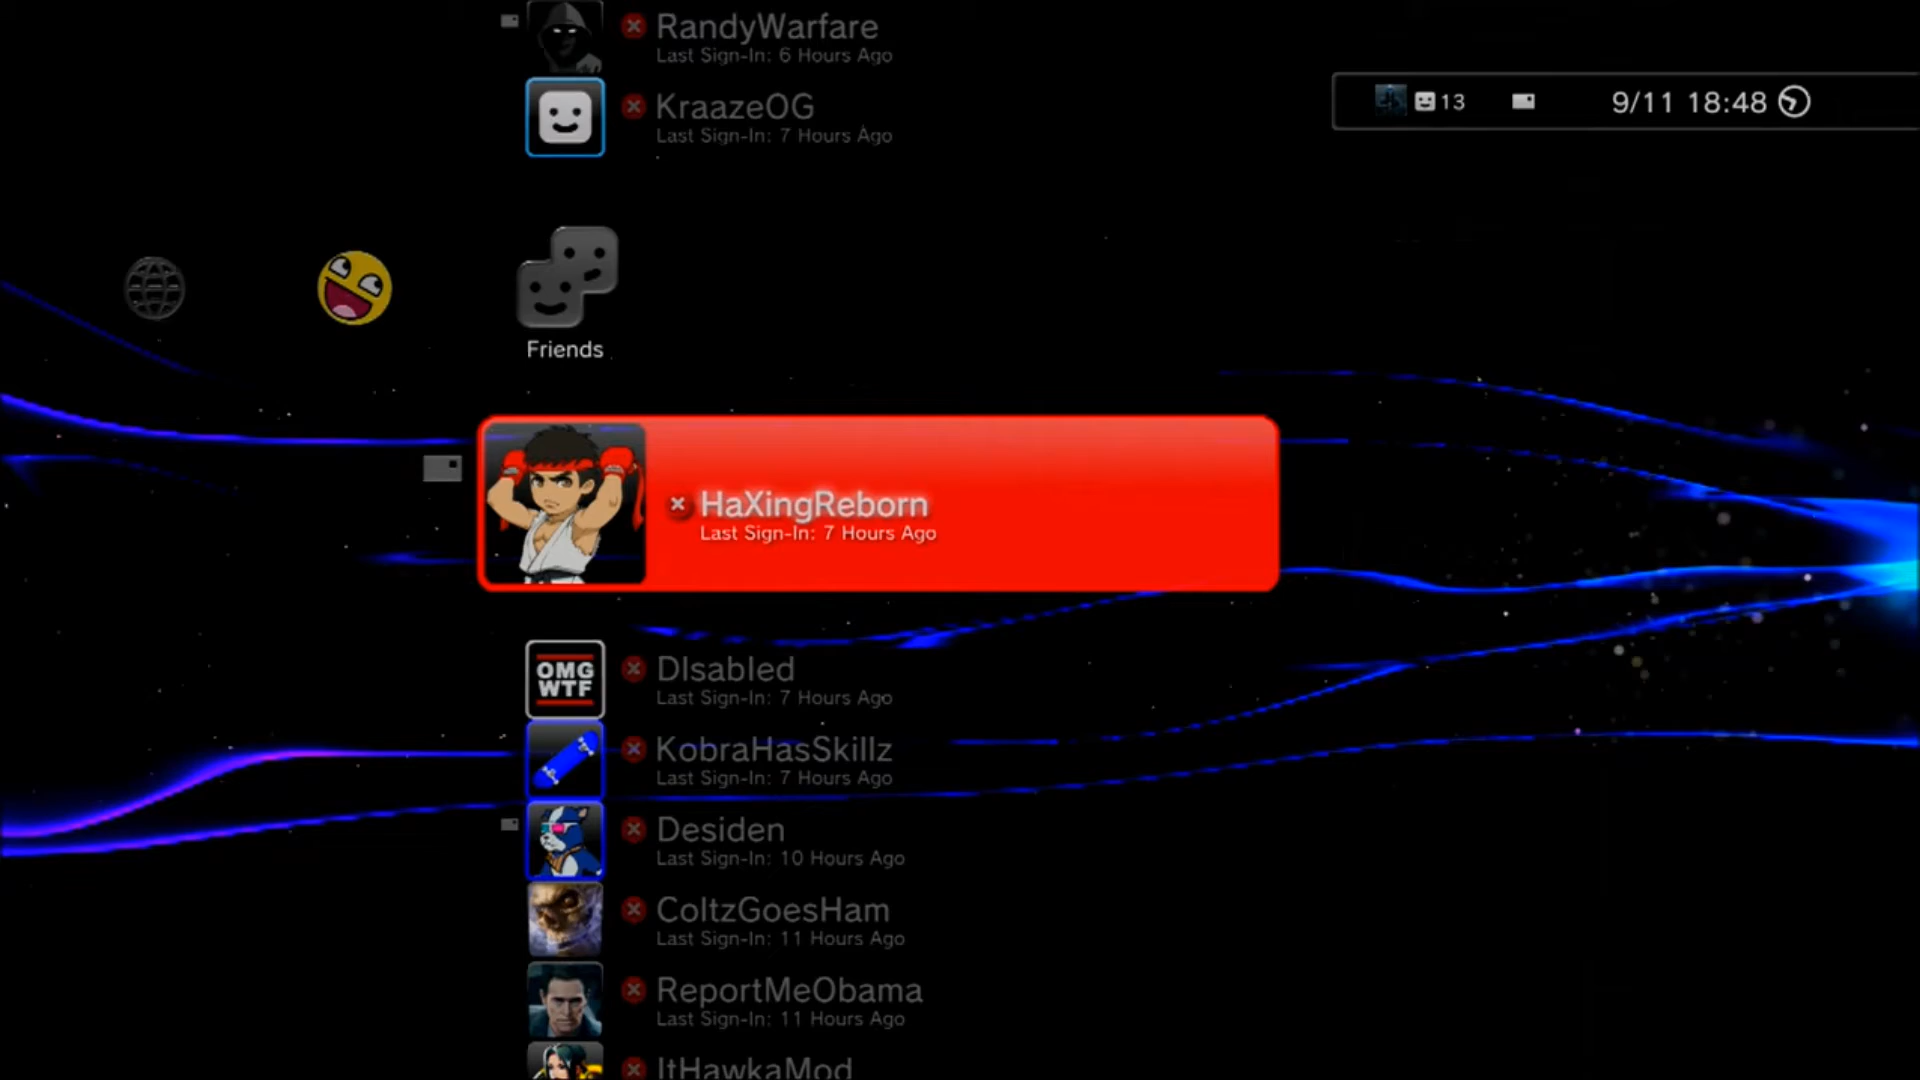 RandyWarfare
Last Sign-In: 6 Hours Ago
KraazeOG
Last Sign-In: 7 Hours Ago
13
9/11 18:48
Friends
HaXingReborn
Last Sign-In: 7 Hours Ago
OMG
WTF
DIsabled
Last Sign-In: 7 Hours Ago
KobraHasSkillz
Last Sign-In: 7 Hours Ago
Desiden
Last Sign-In: 10 Hours Ago
ColtzGoesHam
Last Sign-In: 11 Hours Ago
ReportMeObama
Last Sign-In: 11 Hours Ago
ItHawkaMod